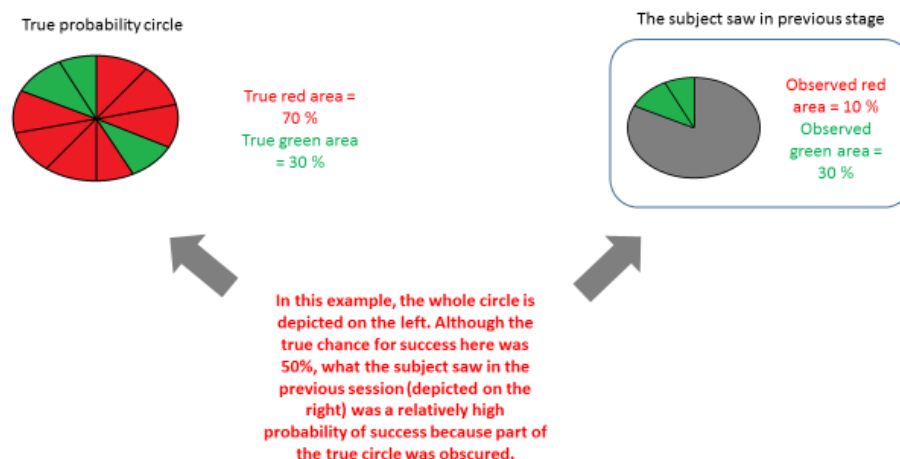 True probability circle
The subject saw in previous stage
True red area =
70 %
True green area
= 30 %
Observed red
area = 10 %
Observed
green area =
30 %
In this example, the whole circle is
depicted on the left. Although the
true chance for success here was
50%, what the subject saw in the
previous session (depicted on the
right) was a relatively high
probability of success because part of
the true circle was obscured.